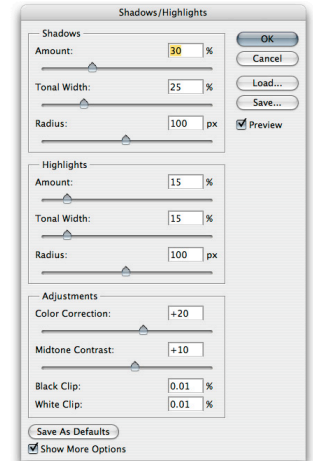 Shadows/Highlights
Shadows
Amount: 30 %
Tonal Width: 25 %
Radius: 100 px
OK
Cancel
Load...
Save...
Preview
Highlights
Amount: 15 %
Tonal Width: 15 %
Radius: 100 px
Adjustments
Color Correction: +20
Midtone Contrast: +10
Black Clip: 0.01 %
White Clip: 0.01 %
Save As Defaults
Show More Options